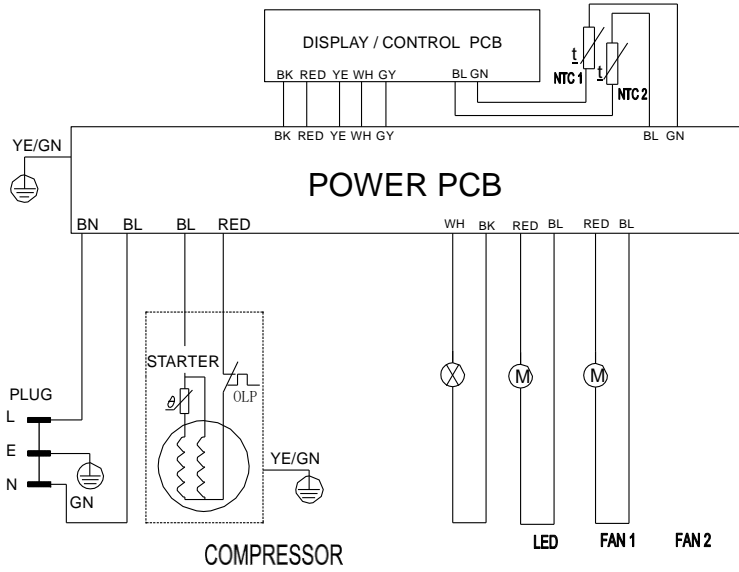 DISPLAY / CONTROL PCB
BK RED YE WH GY BL GN
t
NTC 1
t
NTC 2
BK RED YE WH GY BL GN
YE/GN
POWER PCB
BN BL BL RED WH BK RED BL RED BL
STARTER
θ
OLP
M
M
PLUG
L
E
N
GN
YE/GN
COMPRESSOR
LED FAN 1 FAN 2